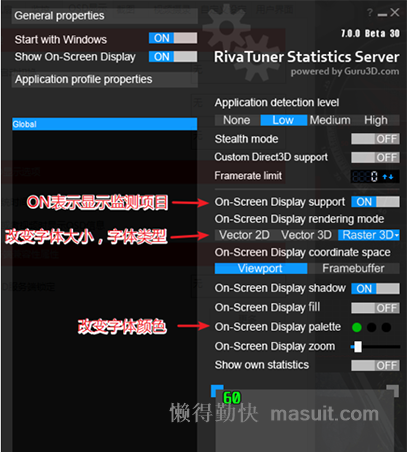 General properties
Start with Windows ON
Show On-Screen Display ON
Application profile properties
Global
? 
7.0.0 Beta 30
RivaTuner Statistics Server
powered by Guru3D.com
Application detection level
None Low Medium High
Stealth mode OFF
Custom Direct3D support OFF
Framerate limit 0
ON表示显示监测项目
On-Screen Display support ON
On-Screen Display rendering mode
改变字体大小，字体类型
Vector 2D Vector 3D Raster 3D
On-Screen Display coordinate space
Viewport Framebuffer
On-Screen Display shadow ON
On-Screen Display fill OFF
改变字体颜色
On-Screen Display palette
On-Screen Display zoom
Show own statistics OFF
60
懒得勤快 masuit.com